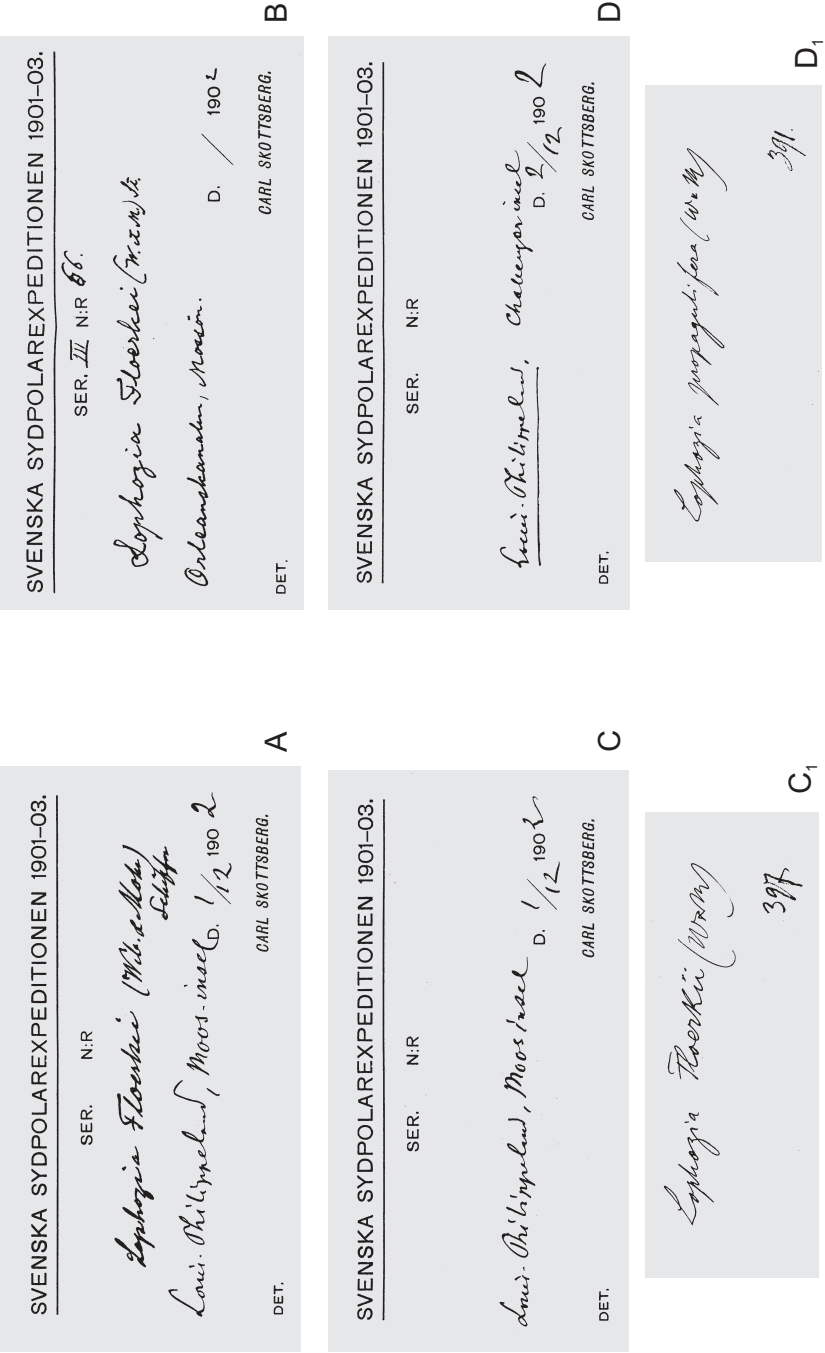 SVENSKA SYDPOLAREXPEDITIONEN 1901–03.
SER. N:R
Lophozia Floerkei (Web. & Mohr)
Schiffn
Louis-Philippeland, Moos-insel D. 1/12 1902
CARL SKOTTSBERG.
DET.
A
SVENSKA SYDPOLAREXPEDITIONEN 1901–03.
SER. III N:R 66.
Lophozia Floerkei (W. & M.) St.
Orleanskanalen, Mossön.
D. / 1902
CARL SKOTTSBERG.
DET.
B
SVENSKA SYDPOLAREXPEDITIONEN 1901–03.
SER. N:R
Louis-Philippeland, Moosinsel D. 1/12 1902
CARL SKOTTSBERG.
DET.
C
Lophozia Floerkii (W & M)
397
C1
SVENSKA SYDPOLAREXPEDITIONEN 1901–03.
SER. N:R
Louis-Philippeland, Challenger insel
D. 2/12 1902
CARL SKOTTSBERG.
DET.
D
Lophozia propagulifera (W & M)
391.
D1